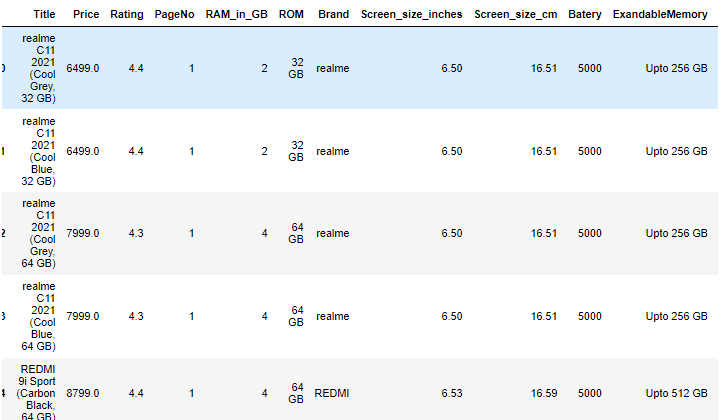 Title Price Rating PageNo RAM_in_GB ROM Brand Screen_size_inches Screen_size_cm Batery ExandableMemory
realme
C11
2021
(Cool
Grey,
32 GB)
0 6499.0 4.4 1 2 32
GB realme 6.50 16.51 5000 Upto 256 GB
realme
C11
2021
(Cool
Blue,
32 GB)
1 6499.0 4.4 1 2 32
GB realme 6.50 16.51 5000 Upto 256 GB
realme
C11
2021
(Cool
Grey,
64 GB)
2 7999.0 4.3 1 4 64
GB realme 6.50 16.51 5000 Upto 256 GB
realme
C11
2021
(Cool
Blue,
64 GB)
3 7999.0 4.3 1 4 64
GB realme 6.50 16.51 5000 Upto 256 GB
REDMI
9i Sport
(Carbon
Black,
64 GB)
4 8799.0 4.4 1 4 64
GB REDMI 6.53 16.59 5000 Upto 512 GB